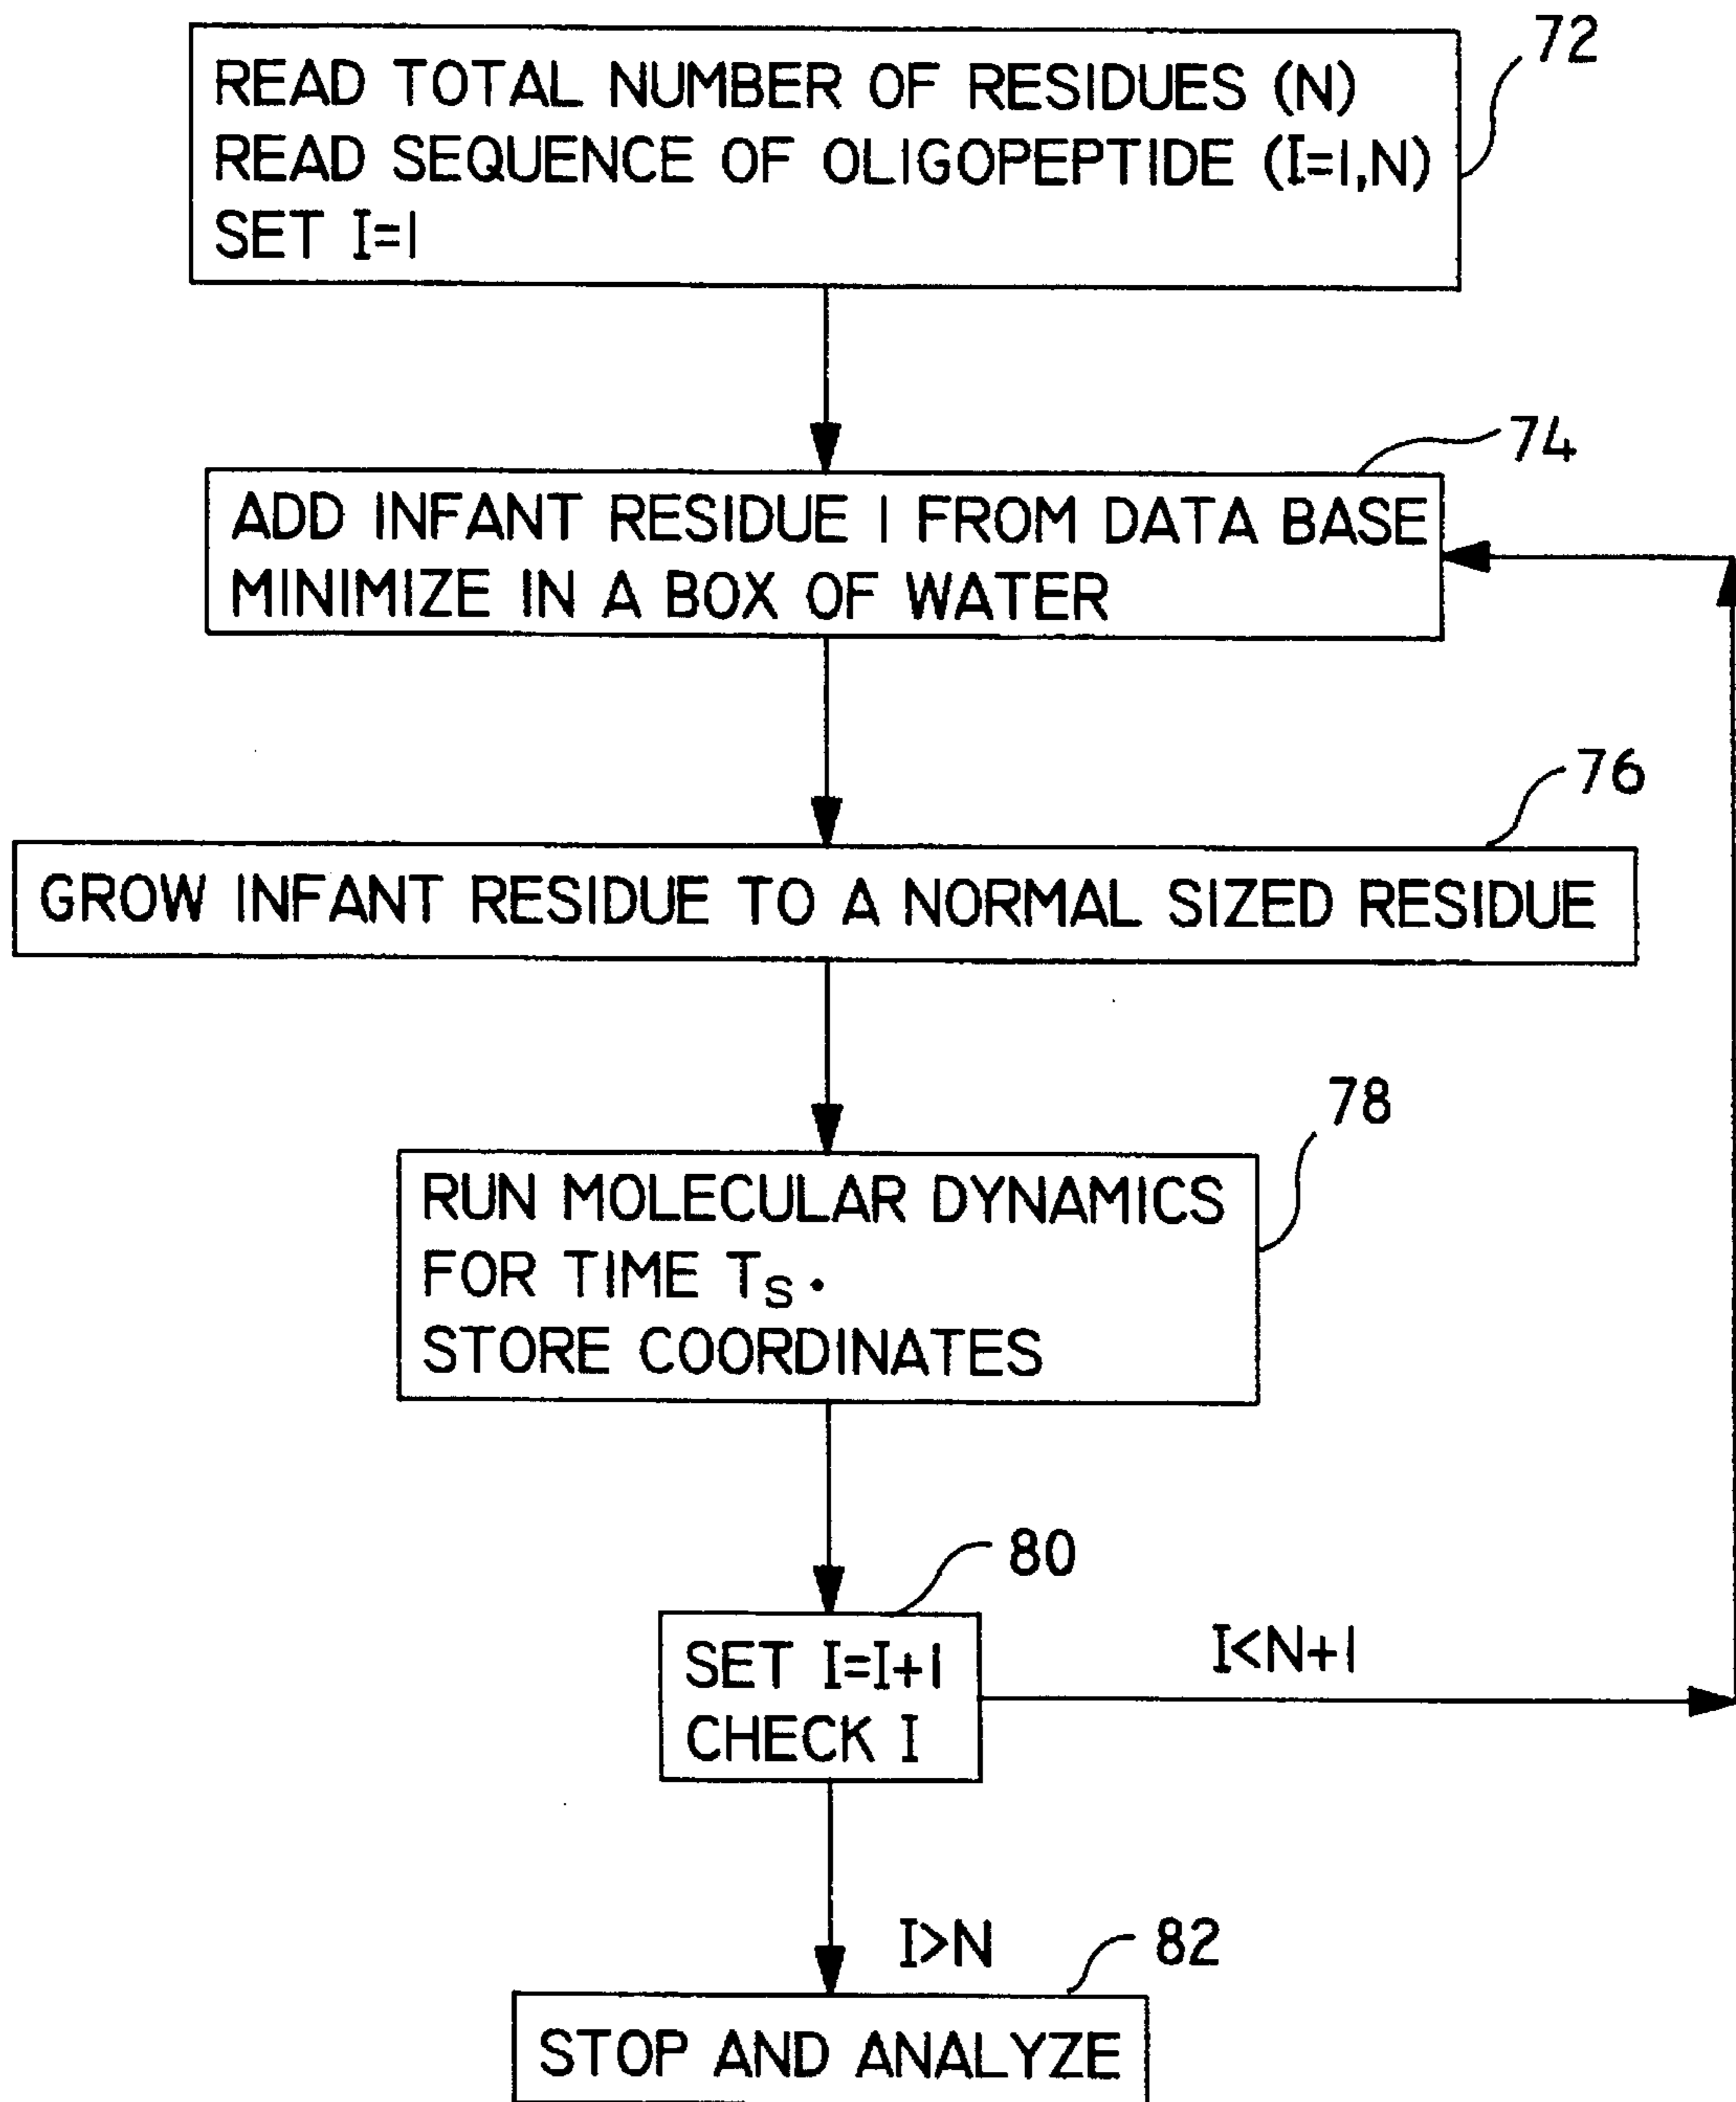 72
READ TOTAL NUMBER OF RESIDUES (N)
READ SEQUENCE OF OLIGOPEPTIDE (I=1,N)
SET I=1
74
ADD INFANT RESIDUE I FROM DATA BASE
MINIMIZE IN A BOX OF WATER
76
GROW INFANT RESIDUE TO A NORMAL SIZED RESIDUE
78
RUN MOLECULAR DYNAMICS
FOR TIME Ts.
STORE COORDINATES
80
SET I=I+1
CHECK I
I<N+1
I>N
82
STOP AND ANALYZE